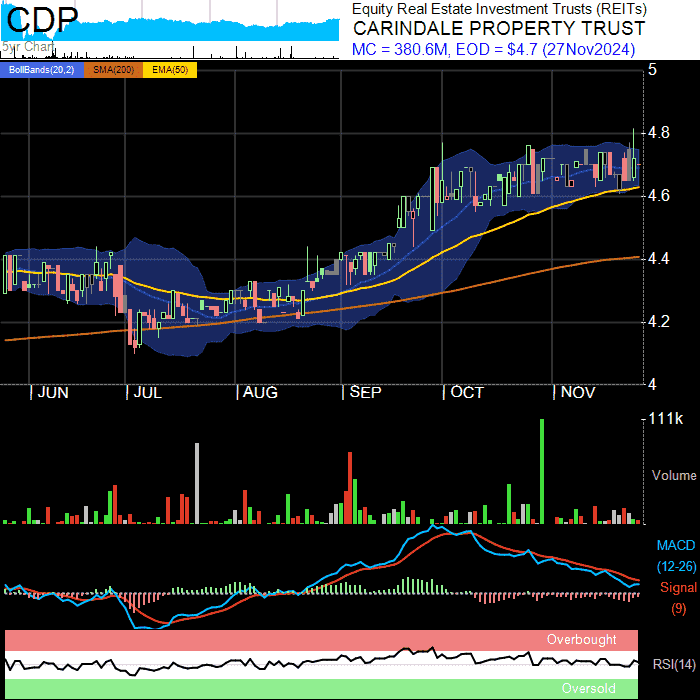 CDP
5yr Chart
Equity Real Estate Investment Trusts (REITs)
CARINDALE PROPERTY TRUST
MC = 380.6M, EOD = $4.7 (27Nov2024)
BollBands(20,2) SMA(200) EMA(50)
5
4.8
4.6
4.4
4.2
4
JUN JUL AUG SEP OCT NOV
111k
Volume
MACD
(12-26)
Signal
(9)
Overbought
RSI(14)
Oversold